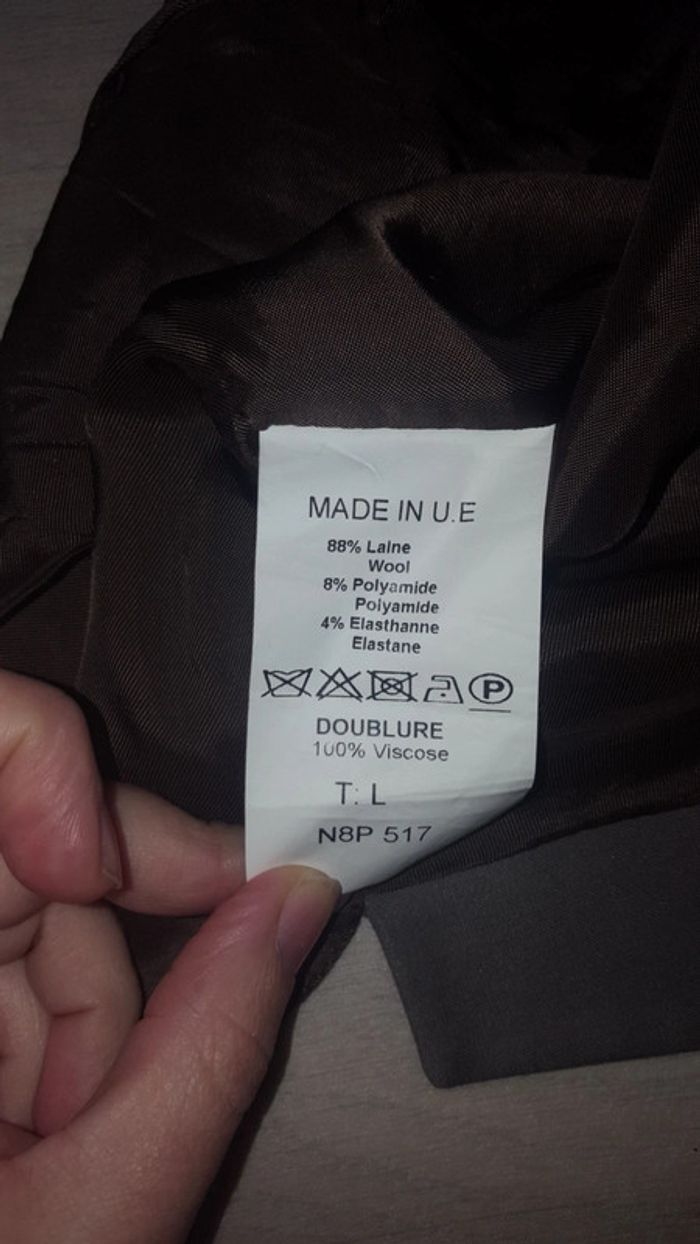 MADE IN U.E
88% Laine
Wool
8% Polyamide
Polyamide
4% Elasthanne
Elastane
P
DOUBLURE
100% Viscose
T: L
N8P 517